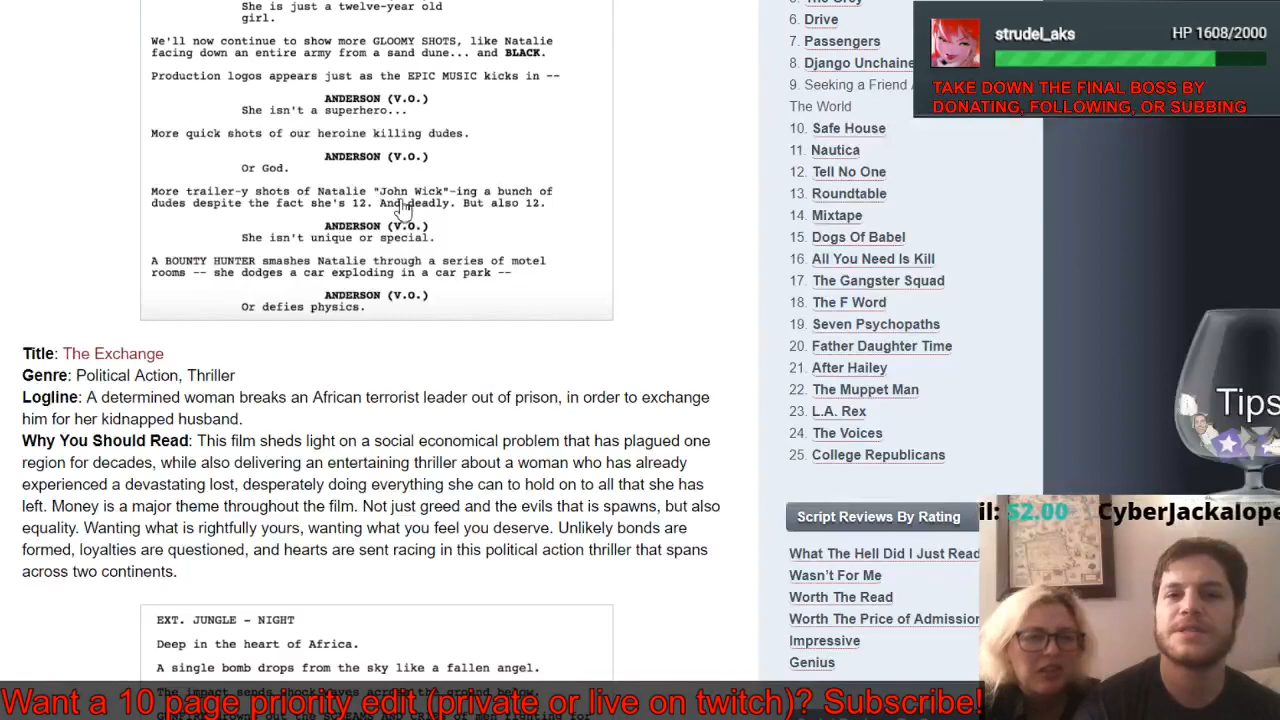 She is just a twelve-year old
girl.
We'll now continue to show more GLOOMY SHOTS, like Natalie
facing down an entire army from a sand dune... and BLACK.
Production logos appears just as the EPIC MUSIC kicks in --
ANDERSON (V.O.)
She isn't a superhero...
More quick shots of our heroine killing dudes.
ANDERSON (V.O.)
Or God.
More trailer-y shots of Natalie "John Wick"-ing a bunch of
dudes despite the fact she's 12. And deadly. But also 12.
ANDERSON (V.O.)
She isn't unique or special.
A BOUNTY HUNTER smashes Natalie through a series of motel
rooms -- she dodges a car exploding in a car park --
ANDERSON (V.O.)
Or defies physics.
Title: The Exchange
Genre: Political Action, Thriller
Logline: A determined woman breaks an African terrorist leader out of prison, in order to exchange
him for her kidnapped husband.
Why You Should Read: This film sheds light on a social economical problem that has plagued one
region for decades, while also delivering an entertaining thriller about a woman who has already
experienced a devastating lost, desperately doing everything she can to hold on to all that she has
left. Money is a major theme throughout the film. Not just greed and the evils that is spawns, but also
equality. Wanting what is rightfully yours, wanting what you feel you deserve. Unlikely bonds are
formed, loyalties are questioned, and hearts are sent racing in this political action thriller that spans
across two continents.
EXT. JUNGLE - NIGHT
Deep in the heart of Africa.
A single bomb drops from the sky like a fallen angel.
6. Drive
7. Passengers
8. Django Unchaine
9. Seeking a Friend
The World
10. Safe House
11. Nautica
12. Tell No One
13. Roundtable
14. Mixtape
15. Dogs Of Babel
16. All You Need Is Kill
17. The Gangster Squad
18. The F Word
19. Seven Psychopaths
20. Father Daughter Time
21. After Hailey
22. The Muppet Man
23. L.A. Rex
24. The Voices
25. College Republicans
Script Reviews By Rating
What The Hell Did I Just Read
Wasn't For Me
Worth The Read
Worth The Price of Admission
Impressive
Genius
strudel_aks HP 1608/2000
TAKE DOWN THE FINAL BOSS BY
DONATING, FOLLOWING, OR SUBBING
Tips
il: $2.00 CyberJackalope
Want a 10 page priority edit (private or live on twitch)? Subscribe!